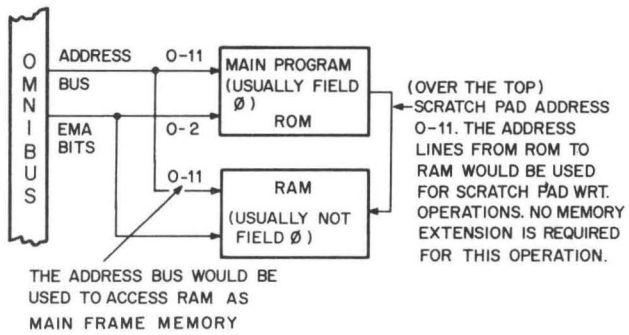 OMNIBUS
ADDRESS
BUS
0-11
EMA
BITS
0-2
0-11
MAIN PROGRAM
(USUALLY FIELD
Ø)
ROM
RAM
(USUALLY NOT
FIELD Ø)
(OVER THE TOP)
SCRATCH PAD ADDRESS
0-11. THE ADDRESS
LINES FROM ROM TO
RAM WOULD BE USED
FOR SCRATCH PAD WRT.
OPERATIONS. NO MEMORY
EXTENSION IS REQUIRED
FOR THIS OPERATION.
THE ADDRESS BUS WOULD BE
USED TO ACCESS RAM AS
MAIN FRAME MEMORY